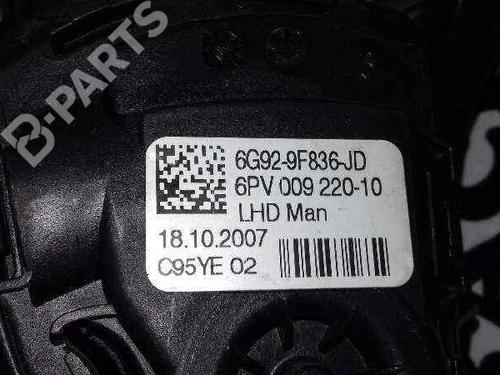 B-PARTS
6G92-9F836-JD
6PV 009 220-10
LHD Man
18.10.2007
C95YE 02